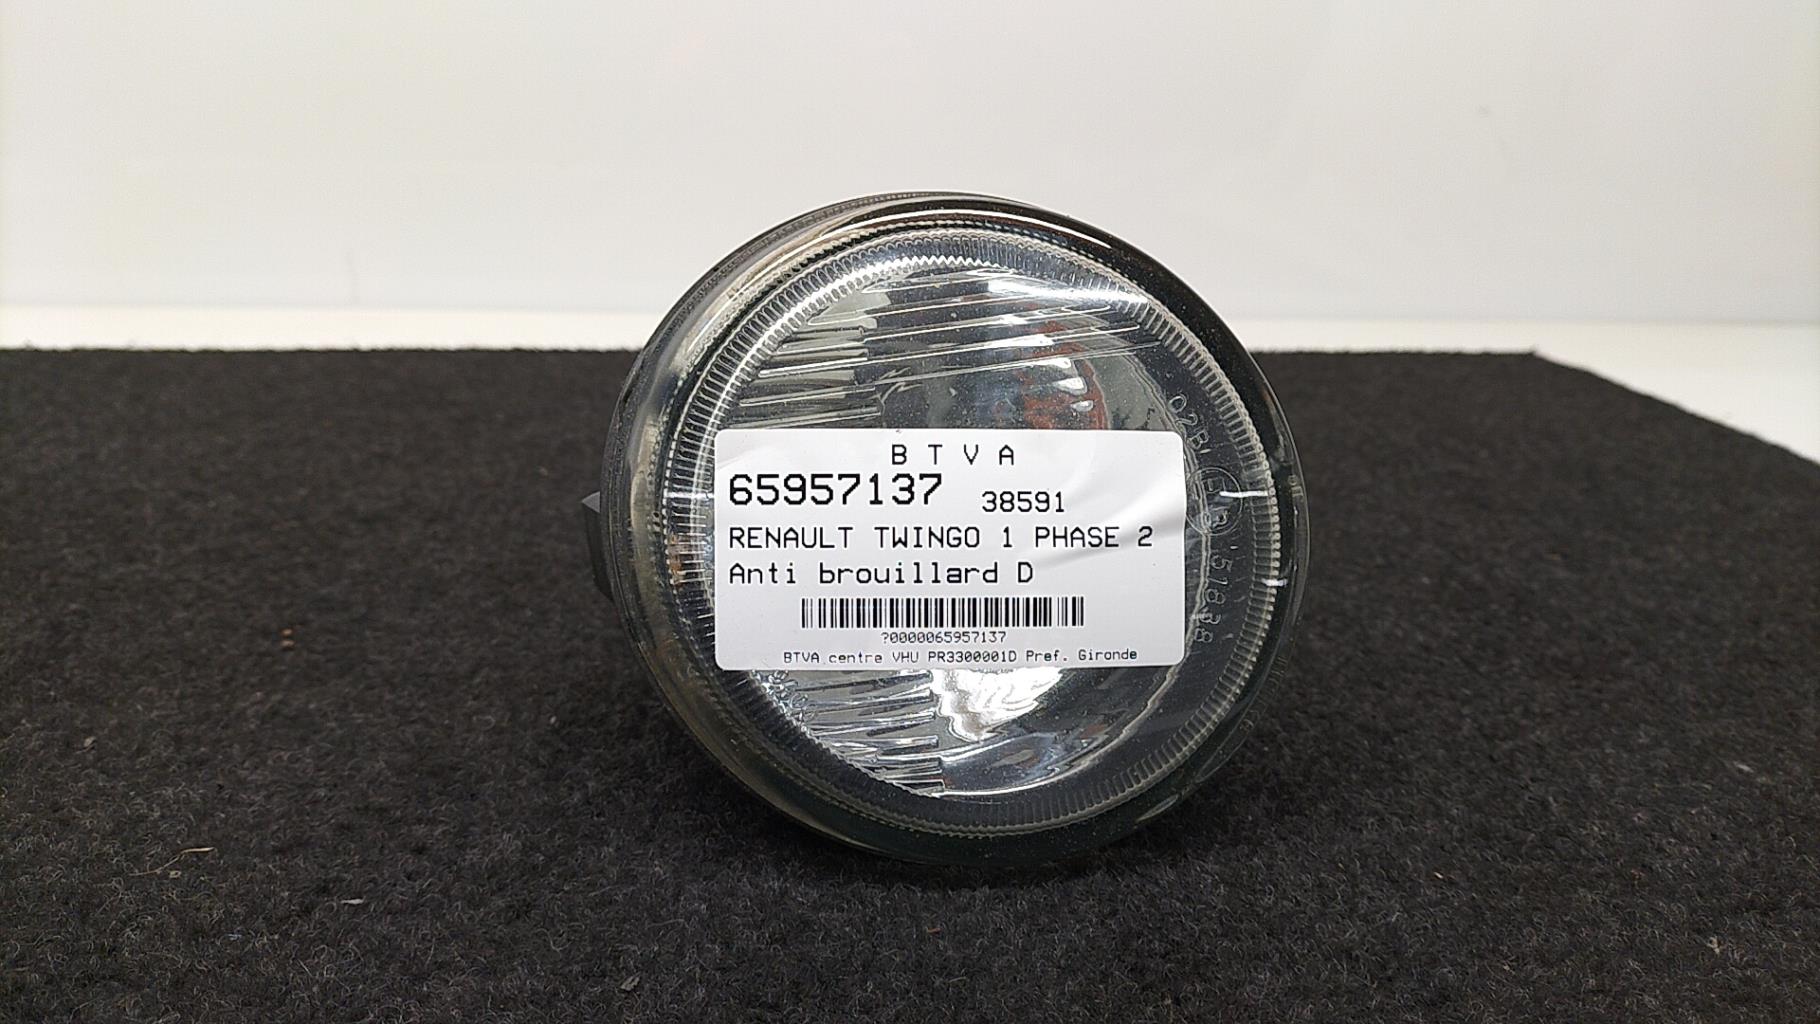 B T V A
65957137 38591
RENAULT TWINGO 1 PHASE 2
Anti brouillard D
?0000065957137
BTVA centre VHU PR3300001D Pref. Gironde